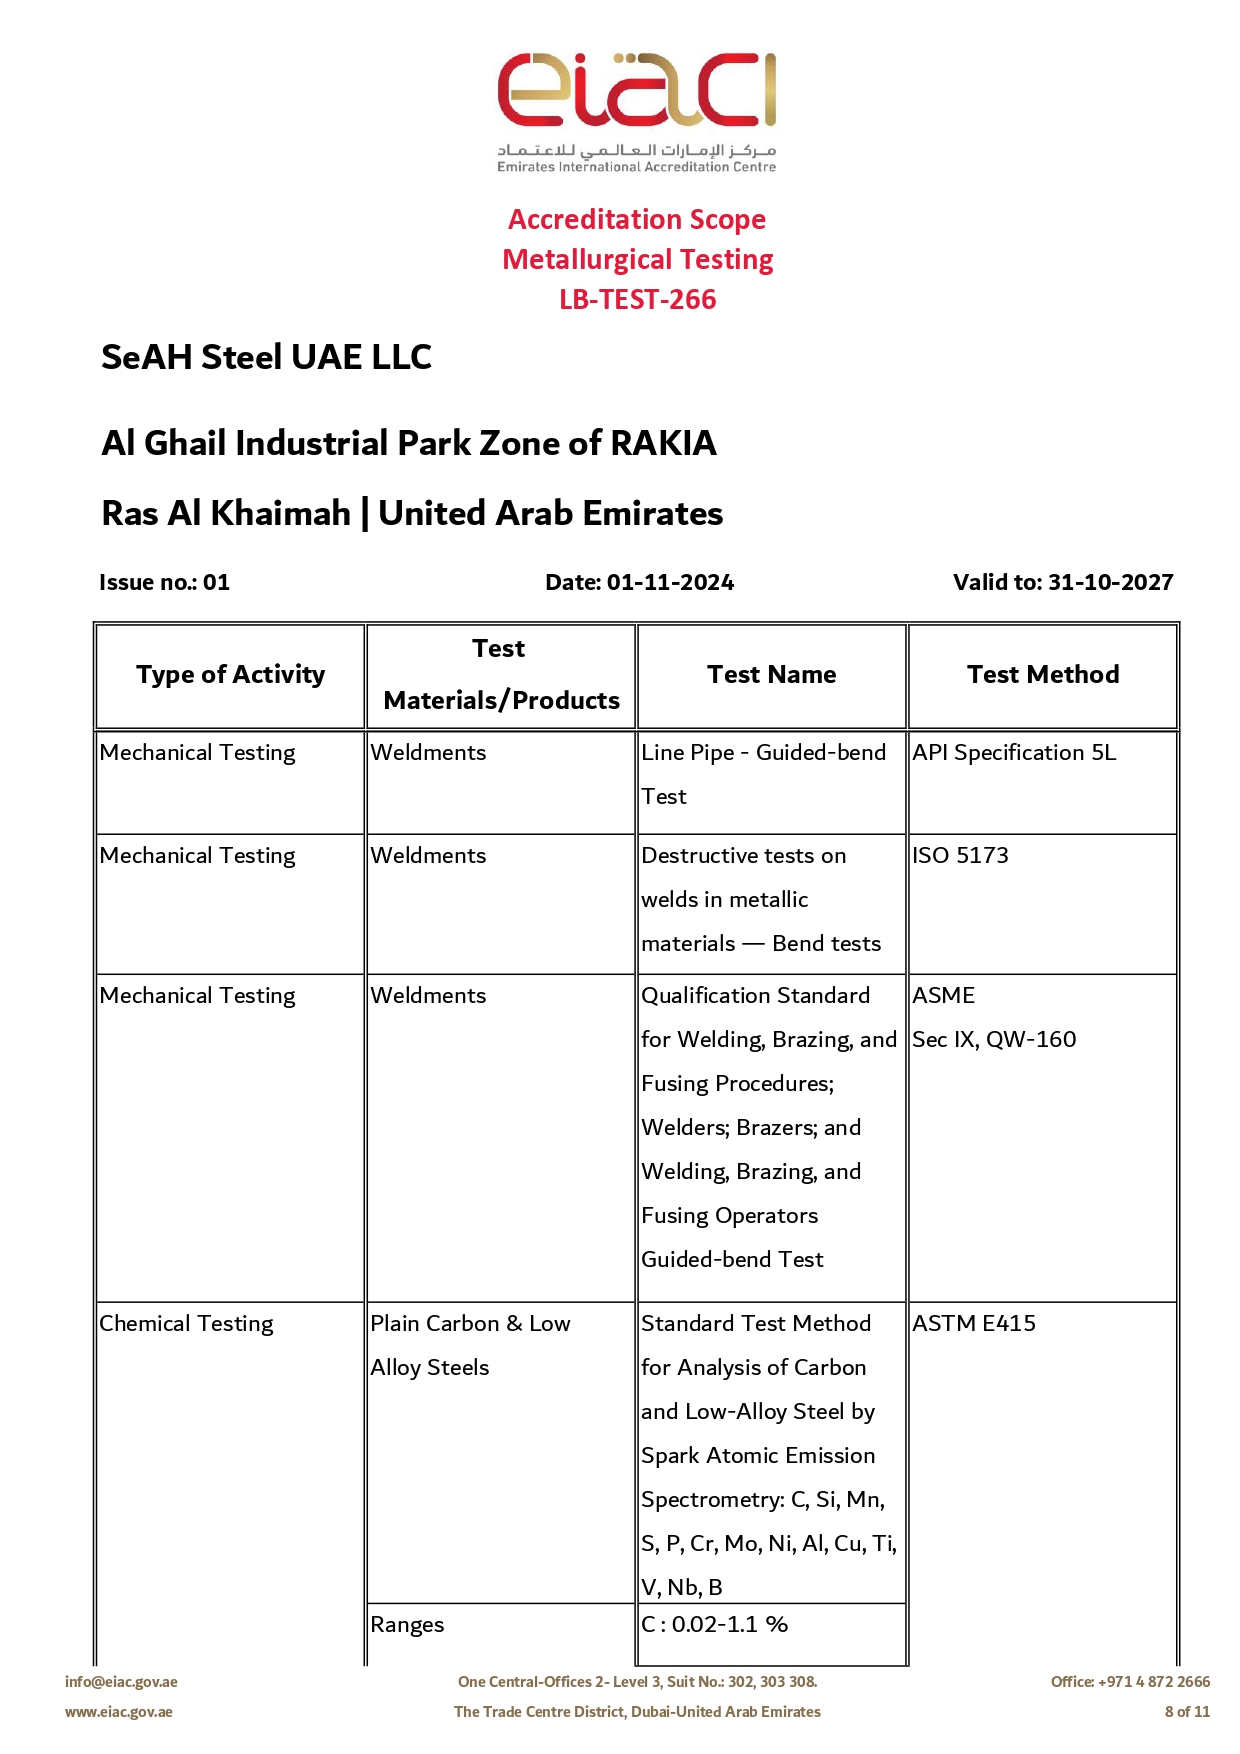 eiaci
مركز الإمارات العالمي للاعتماد
Emirates International Accreditation Centre
Accreditation Scope
Metallurgical Testing
LB-TEST-266
SeAH Steel UAE LLC
Al Ghail Industrial Park Zone of RAKIA
Ras Al Khaimah | United Arab Emirates
Issue no.: 01 Date: 01-11-2024 Valid to: 31-10-2027
Type of Activity
Test
Materials/Products
Test Name
Test Method
Mechanical Testing
Weldments
Line Pipe - Guided-bend
Test
API Specification 5L
Mechanical Testing
Weldments
Destructive tests on
welds in metallic
materials — Bend tests
ISO 5173
Mechanical Testing
Weldments
Qualification Standard
for Welding, Brazing, and
Fusing Procedures;
Welders; Brazers; and
Welding, Brazing, and
Fusing Operators
Guided-bend Test
ASME
Sec IX, QW-160
Chemical Testing
Plain Carbon & Low
Alloy Steels
Standard Test Method
for Analysis of Carbon
and Low-Alloy Steel by
Spark Atomic Emission
Spectrometry: C, Si, Mn,
S, P, Cr, Mo, Ni, Al, Cu, Ti,
V, Nb, B
ASTM E415
Ranges
C : 0.02-1.1 %
info@eiac.gov.ae One Central-Offices 2- Level 3, Suit No.: 302, 303 308. Office: +971 4 872 2666
www.eiac.gov.ae The Trade Centre District, Dubai-United Arab Emirates 8 of 11